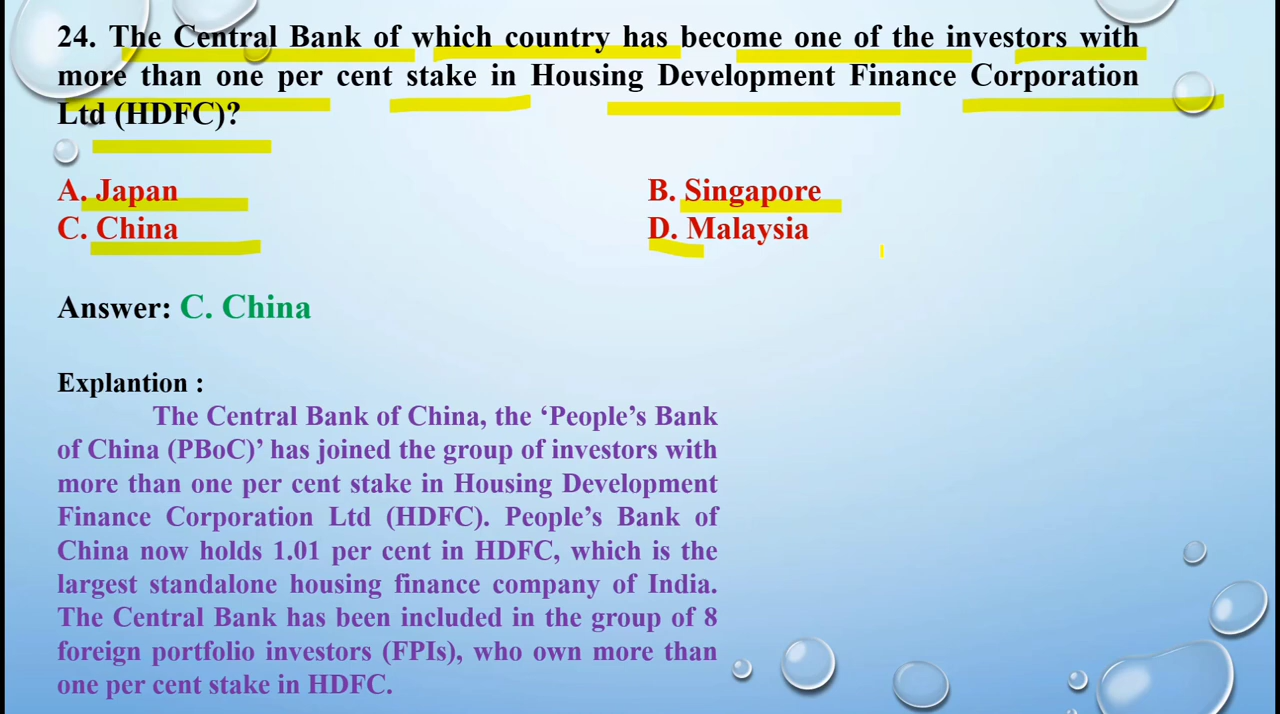 24. The Central Bank of which country has become one of the investors with
more than one per cent stake in Housing Development Finance Corporation
Ltd (HDFC)?
A. Japan
B. Singapore
C. China
D. Malaysia
Answer: C. China
Explantion :
The Central Bank of China, the ‘People’s Bank
of China (PBoC)’ has joined the group of investors with
more than one per cent stake in Housing Development
Finance Corporation Ltd (HDFC). People’s Bank of
China now holds 1.01 per cent in HDFC, which is the
largest standalone housing finance company of India.
The Central Bank has been included in the group of 8
foreign portfolio investors (FPIs), who own more than
one per cent stake in HDFC.